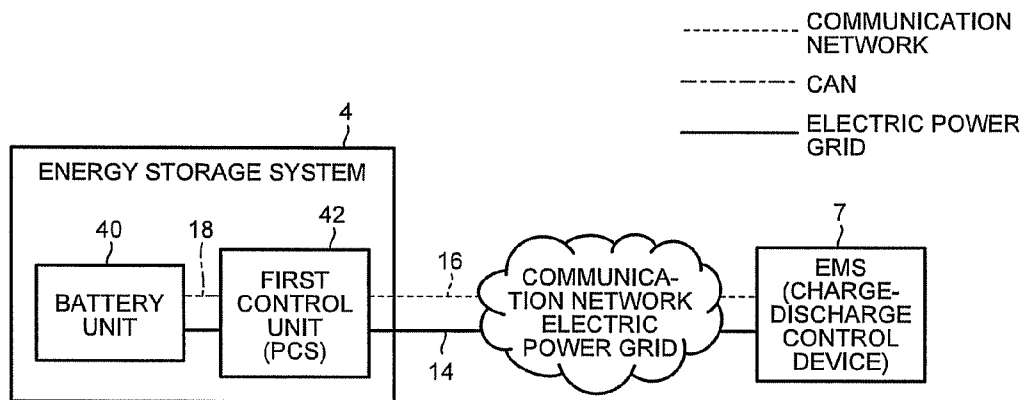 COMMUNICATION
NETWORK
CAN
ELECTRIC POWER
GRID
4
ENERGY STORAGE SYSTEM
40
18
42
BATTERY
UNIT
FIRST
CONTROL
UNIT
(PCS)
16
14
COMMUNICA-
TION NETWORK
ELECTRIC
POWER GRID
7
EMS
(CHARGE-
DISCHARGE
CONTROL
DEVICE)